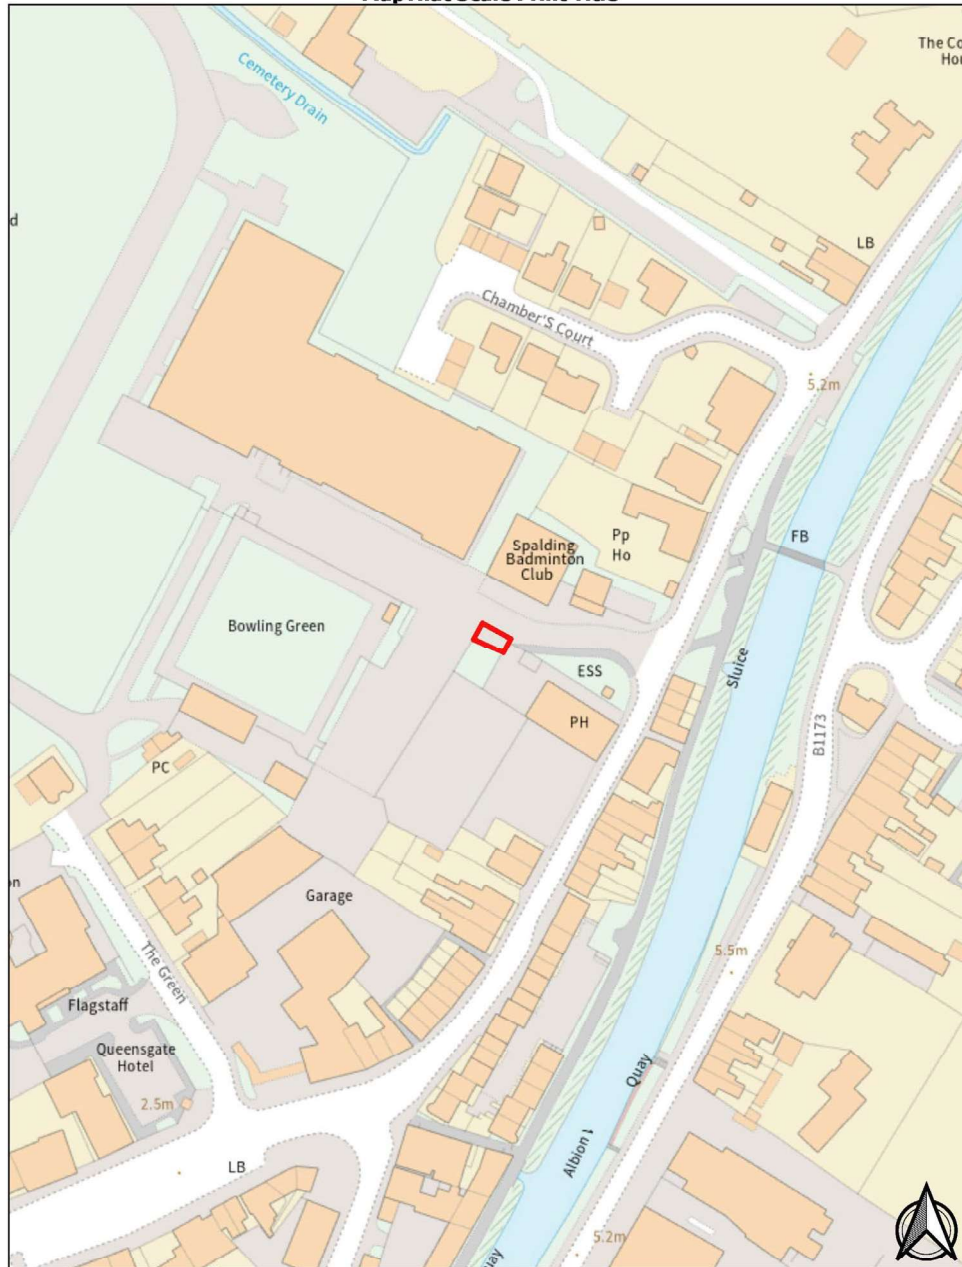 The Co
Hou
Cemetery Drain
d
LB
Chamber'S Court
5.2m
FB
Spalding
Badminton
Club
Pp
Ho
Bowling Green
Sluice
ESS
PH
B1173
PC
on
Garage
5.5m
The Green
Flagstaff
Queensgate
Hotel
2.5m
Quay
Albion
LB
5.2m
uay